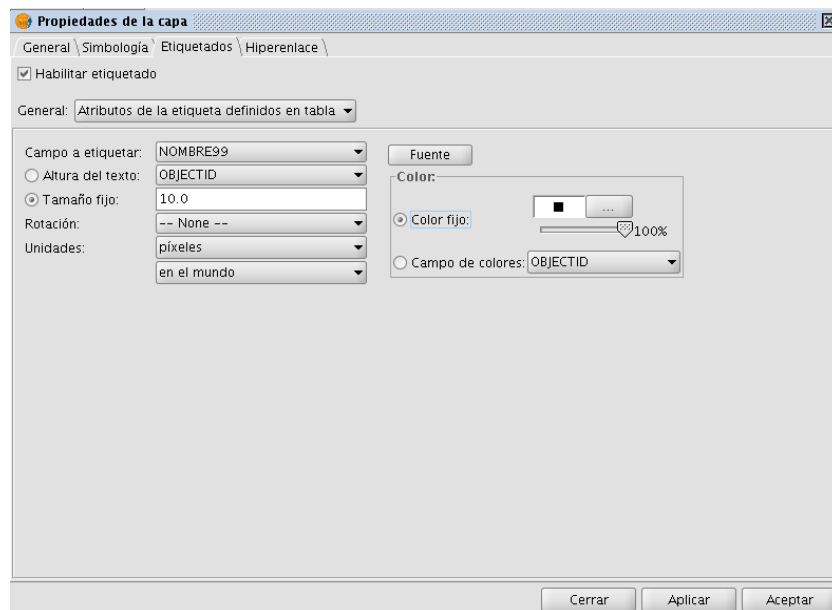 Propiedades de la capa
General Simbología Etiquetados Hiperenlace
Habilitar etiquetado
General: Atributos de la etiqueta definidos en tabla
Campo a etiquetar: NOMBRE99 Fuente
Altura del texto: OBJECTID Color:
Tamaño fijo: 10.0
Color fijo: ...
Rotación: -- None --
100%
Unidades: píxeles
Campo de colores: OBJECTID
en el mundo
Cerrar Aplicar Aceptar